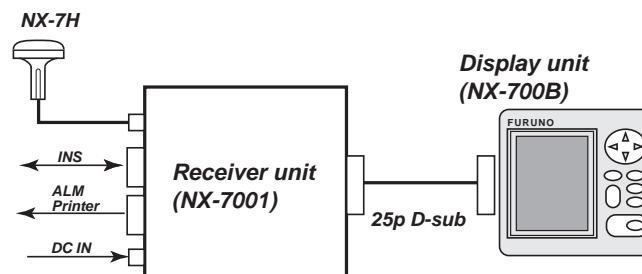 NX-7H
Display unit
(NX-700B)
FURUNO
INS
Receiver unit
(NX-7001)
ALM
Printer
25p D-sub
DC IN